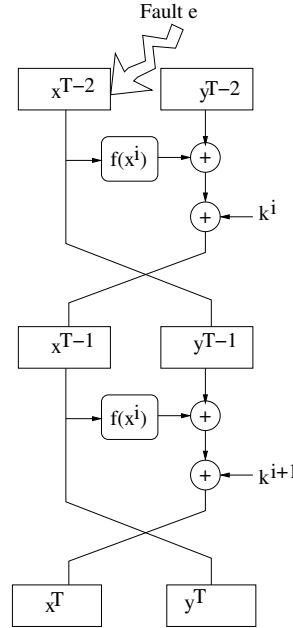 Fault e
x^{T−2} y^{T−2}
f(x^i) +
+ k^i
x^{T−1} y^{T−1}
f(x^i) +
+ k^{i+1}
x^T y^T